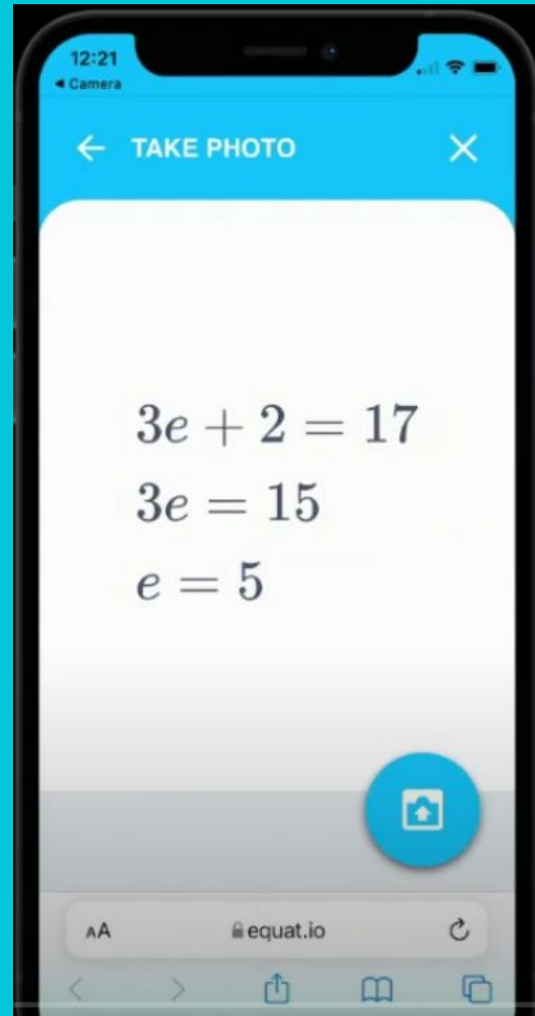 12:21
◀ Camera
← TAKE PHOTO ×
3e + 2 = 17
3e = 15
e = 5
AA equat.io